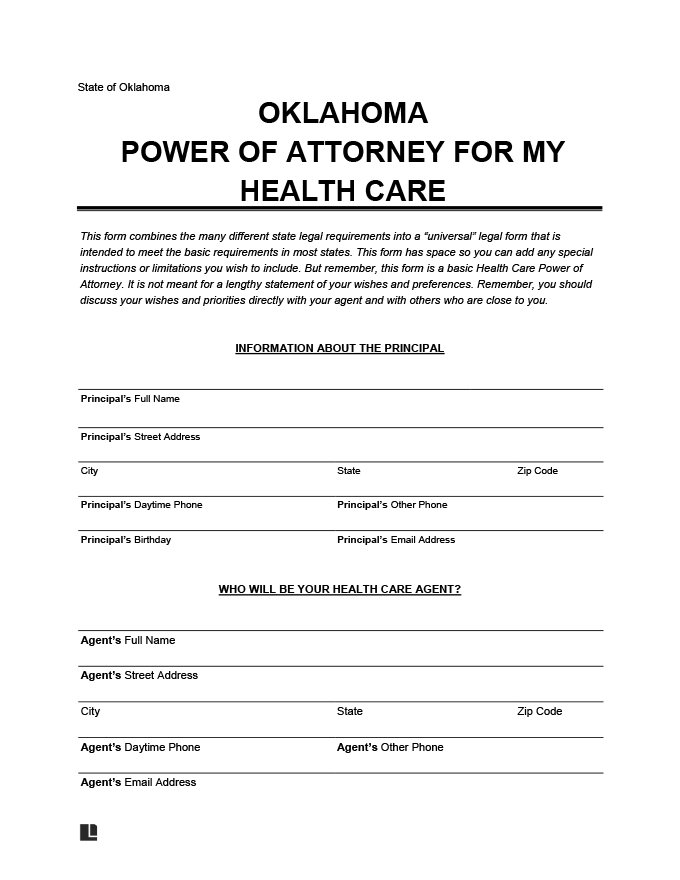 State of Oklahoma
OKLAHOMA
POWER OF ATTORNEY FOR MY
HEALTH CARE
This form combines the many different state legal requirements into a “universal” legal form that is
intended to meet the basic requirements in most states. This form has space so you can add any special
instructions or limitations you wish to include. But remember, this form is a basic Health Care Power of
Attorney. It is not meant for a lengthy statement of your wishes and preferences. Remember, you should
discuss your wishes and priorities directly with your agent and with others who are close to you.
INFORMATION ABOUT THE PRINCIPAL
Principal’s Full Name
Principal’s Street Address
City State Zip Code
Principal’s Daytime Phone Principal’s Other Phone
Principal’s Birthday Principal’s Email Address
WHO WILL BE YOUR HEALTH CARE AGENT?
Agent’s Full Name
Agent’s Street Address
City State Zip Code
Agent’s Daytime Phone Agent’s Other Phone
Agent’s Email Address